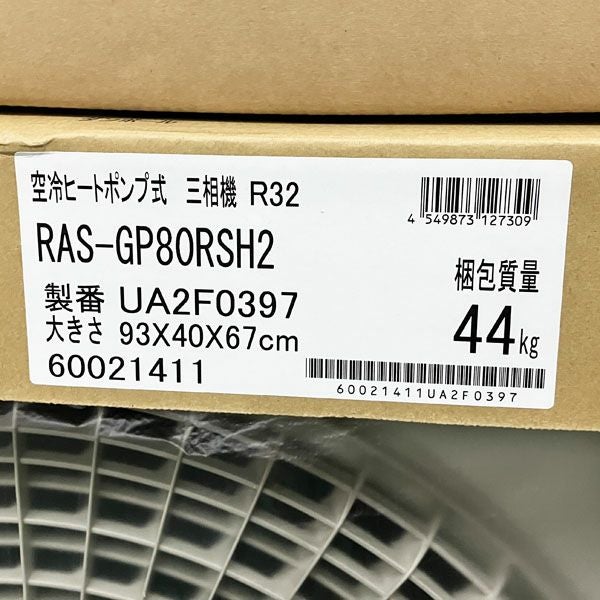 空冷ヒートポンプ式 三相機 R32
4 549873 127309
RAS-GP80RSH2
製番 UA2F0397
梱包質量
大きさ 93X40X67cm
44kg
60021411
60021411UA2F0397